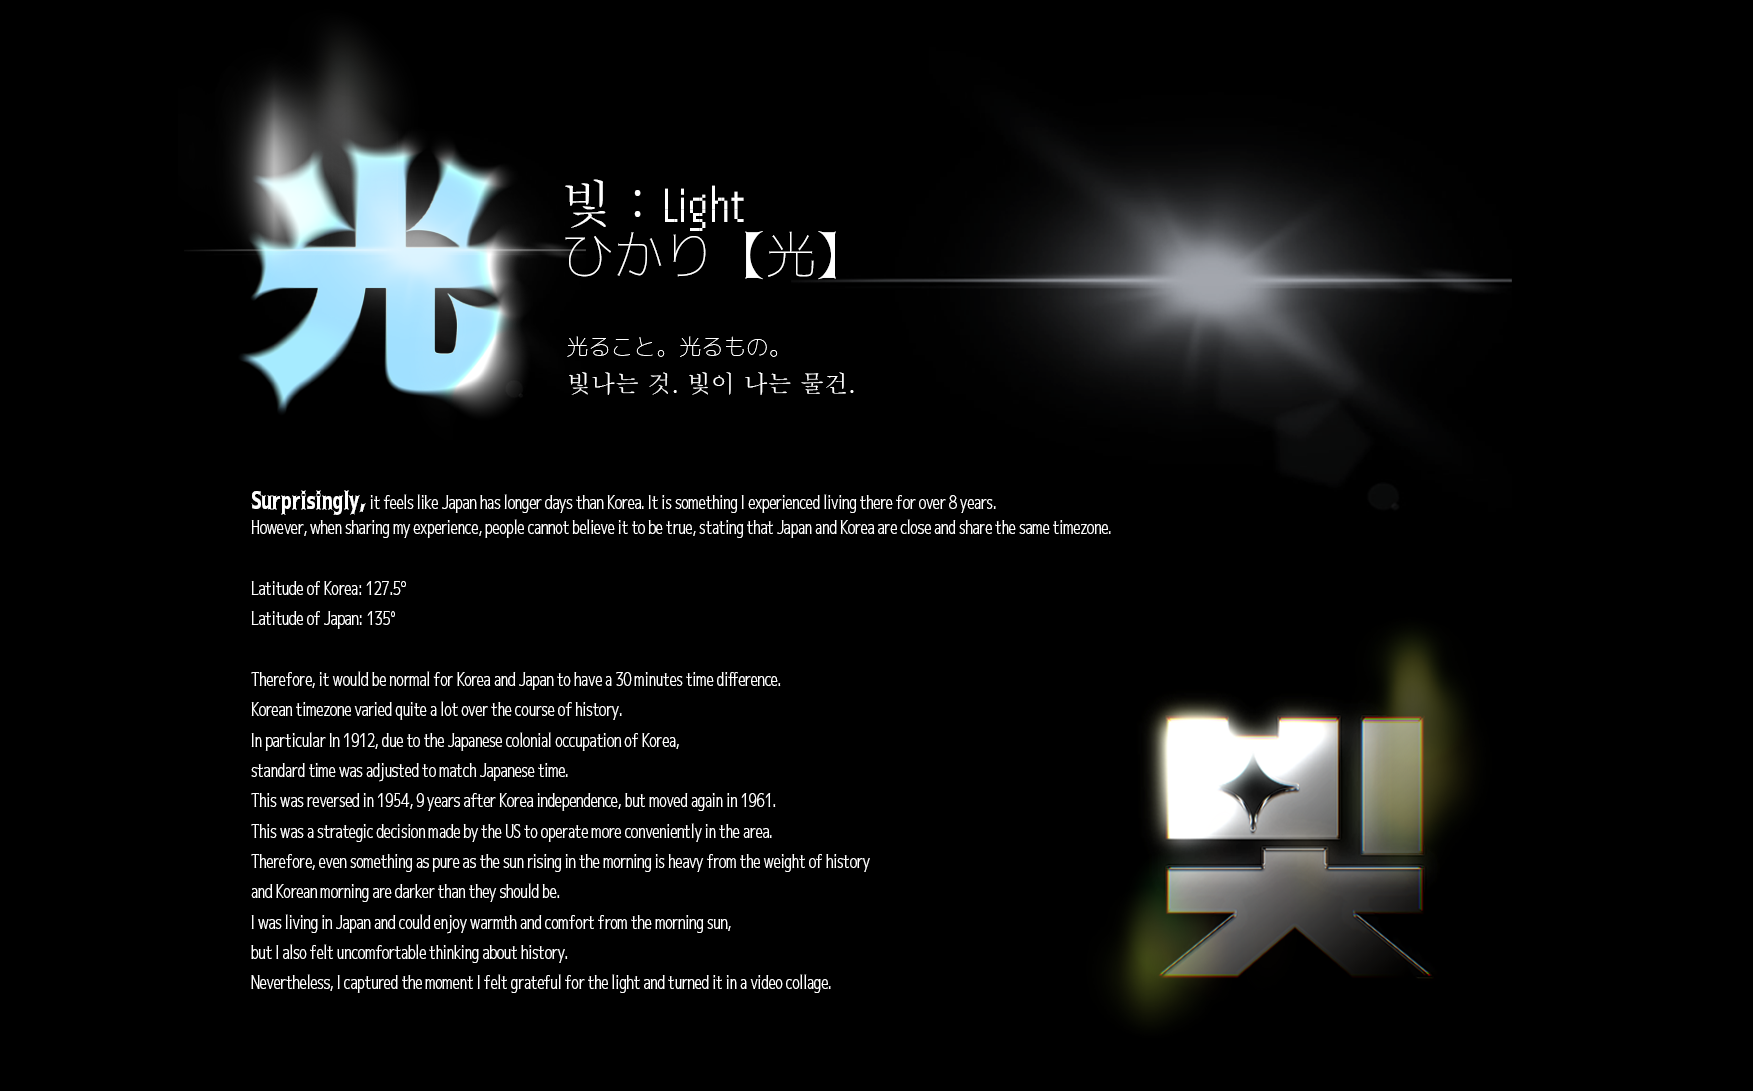 光
빛 : Light
ひかり【光】
光ること。光るもの。
빛나는 것. 빛이 나는 물건.
Surprisingly, it feels like Japan has longer days than Korea. It is something I experienced living there for over 8 years.
However, when sharing my experience, people cannot believe it to be true, stating that Japan and Korea are close and share the same timezone.
Latitude of Korea: 127.5°
Latitude of Japan: 135°
Therefore, it would be normal for Korea and Japan to have a 30 minutes time difference.
Korean timezone varied quite a lot over the course of history.
In particular In 1912, due to the Japanese colonial occupation of Korea,
standard time was adjusted to match Japanese time.
This was reversed in 1954, 9 years after Korea independence, but moved again in 1961.
This was a strategic decision made by the US to operate more conveniently in the area.
Therefore, even something as pure as the sun rising in the morning is heavy from the weight of history
and Korean morning are darker than they should be.
I was living in Japan and could enjoy warmth and comfort from the morning sun,
but I also felt uncomfortable thinking about history.
Nevertheless, I captured the moment I felt grateful for the light and turned it in a video collage.
빛